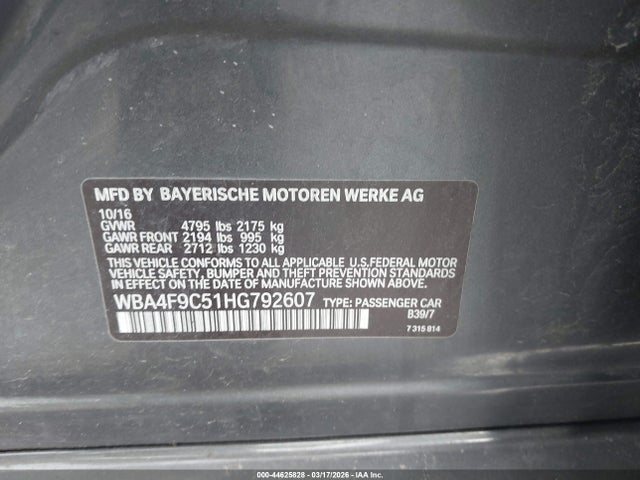 MFD BY BAYERISCHE MOTOREN WERKE AG
10/16
GVWR 4795 lbs 2175 kg
GAWR FRONT 2194 lbs 995 kg
GAWR REAR 2712 lbs 1230 kg
THIS VEHICLE CONFORMS TO ALL APPLICABLE U.S.FEDERAL MOTOR
VEHICLE SAFETY, BUMPER AND THEFT PREVENTION STANDARDS
IN EFFECT ON THE DATE OF MANUFACTURE SHOWN ABOVE.
WBA4F9C51HG792607 TYPE: PASSENGER CAR
B39/7
7 315 814
000-44625828 - 03/17/2026 - IAA Inc.